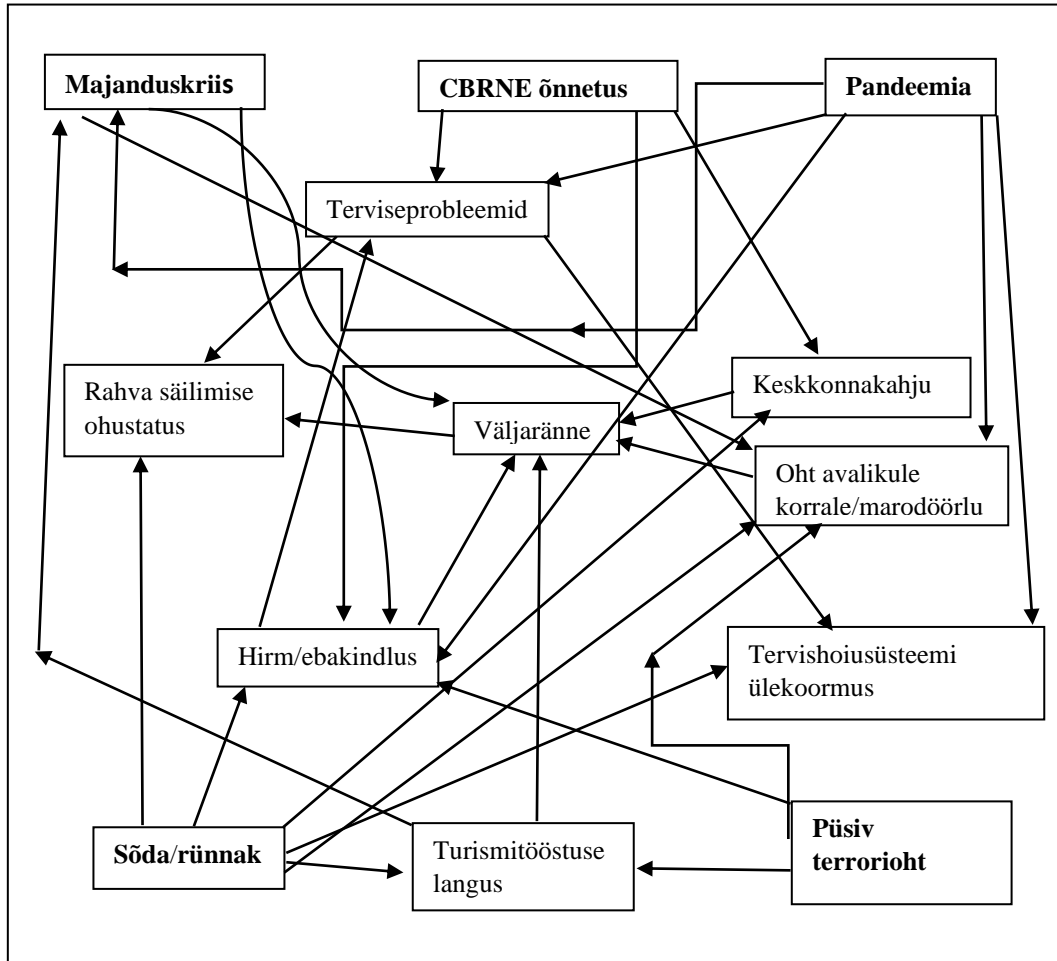 Majanduskriis
CBRNE õnnetus
Pandeemia
Terviseprobleemid
Rahva säilimise
ohustatus
Väljaränne
Keskkonnakahju
Oht avalikule
korrale/marodöörlu
Hirm/ebakindlus
Tervishoiusüsteemi
ülekoormus
Sõda/rünnak
Turismitööstuse
langus
Püsiv
terrorioht